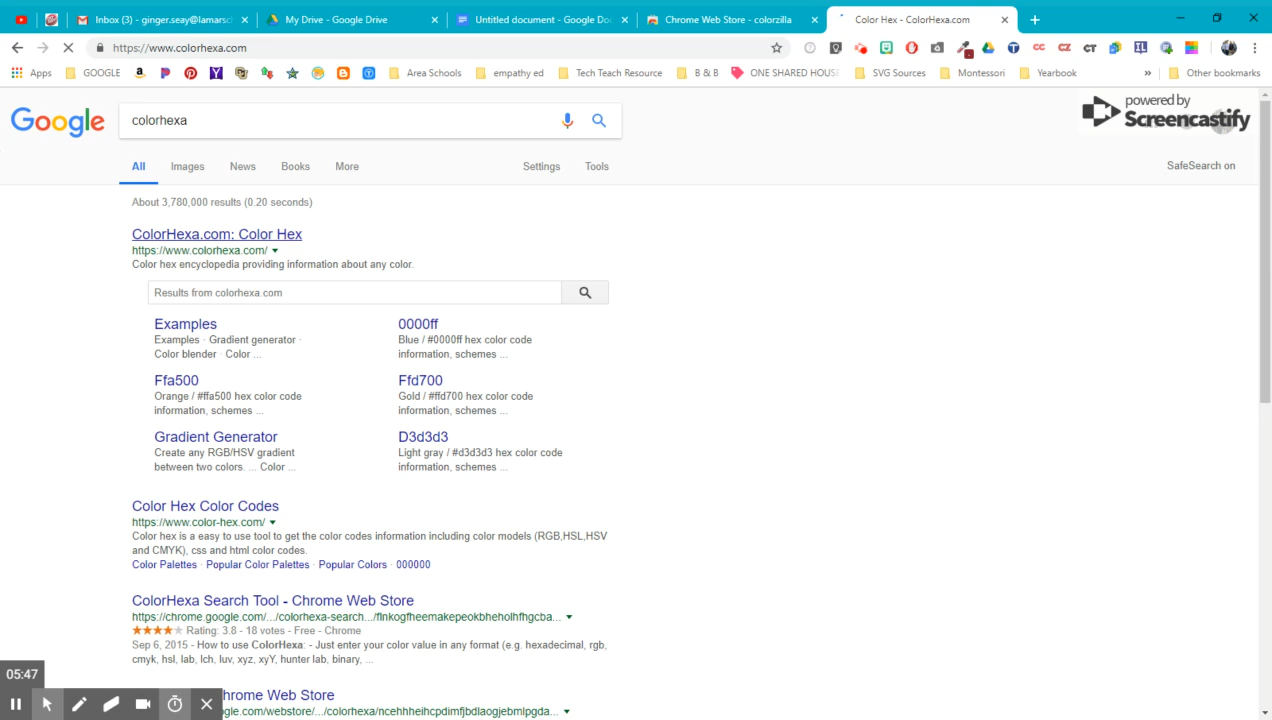 Inbox (3) - ginger.seay@lamarsc
My Drive - Google Drive
Untitled document - Google Doc
Chrome Web Store - colorzilla
Color Hex - ColorHexa.com
https://www.colorhexa.com
Apps
GOOGLE
Area Schools
empathy ed
Tech Teach Resource
B & B
ONE SHARED HOUS
SVG Sources
Montessori
Yearbook
»
Other bookmarks
Google
colorhexa
powered by
Screencastify
All
Images
News
Books
More
Settings
Tools
SafeSearch on
About 3,780,000 results (0.20 seconds)
ColorHexa.com: Color Hex
https://www.colorhexa.com/
Color hex encyclopedia providing information about any color.
Results from colorhexa.com
Examples
Examples · Gradient generator ·
Color blender · Color ...
0000ff
Blue / #0000ff hex color code
information, schemes ...
Ffa500
Orange / #ffa500 hex color code
information, schemes ...
Ffd700
Gold / #ffd700 hex color code
information, schemes ...
Gradient Generator
Create any RGB/HSV gradient
between two colors. ... Color ...
D3d3d3
Light gray / #d3d3d3 hex color code
information, schemes ...
Color Hex Color Codes
https://www.color-hex.com/
Color hex is a easy to use tool to get the color codes information including color models (RGB,HSL,HSV
and CMYK), css and html color codes.
Color Palettes · Popular Color Palettes · Popular Colors · 000000
ColorHexa Search Tool - Chrome Web Store
https://chrome.google.com/.../colorhexa-search.../flnkogfheemakepeokbheholhfhgcba...
Rating: 3.8 - 18 votes - Free - Chrome
Sep 6, 2015 - How to use ColorHexa: - Just enter your color value in any format (e.g. hexadecimal, rgb,
cmyk, hsl, lab, lch, luv, xyz, xyY, hunter lab, binary, ...
hrome Web Store
gle.com/webstore/.../colorhexa/ncehhheihcpdimfjbdlaogjebmlpgda...
05:47